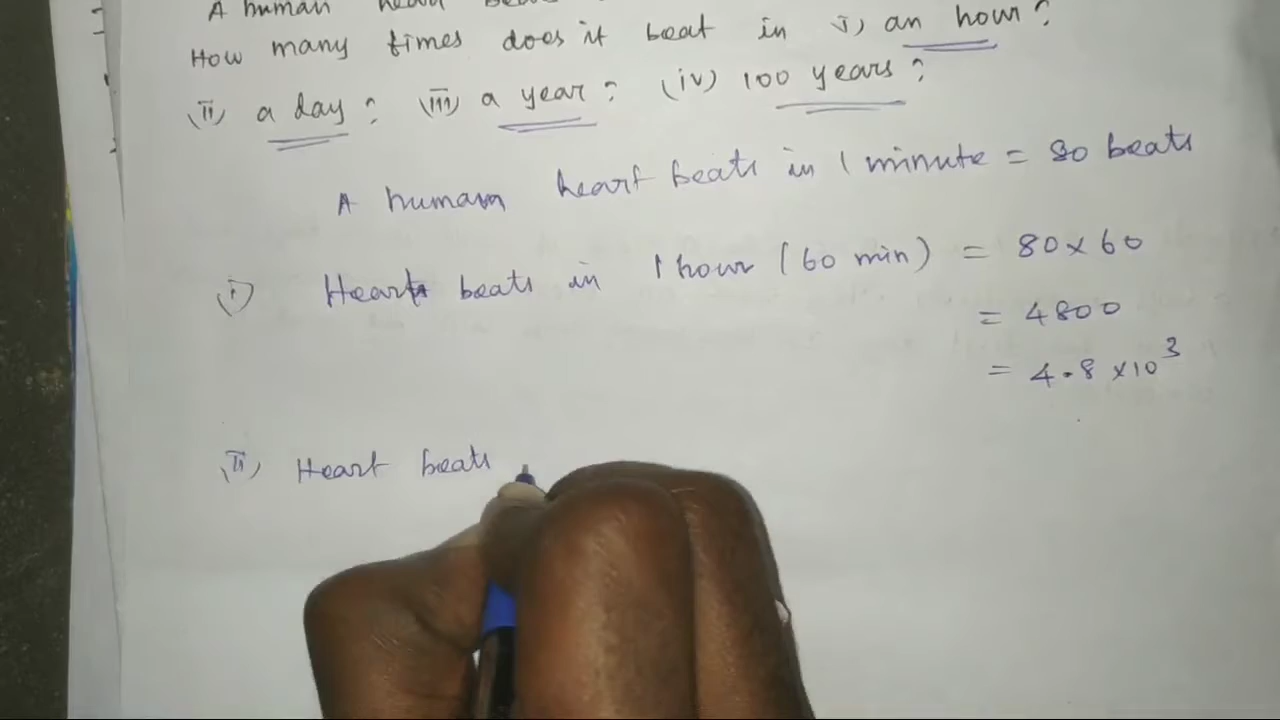 A human
How many times does it beat in i) an hour?
(ii) a day? (iii) a year? (iv) 100 years?
A human heart beats in 1 minute = 80 beats
(i) Heart beats in 1 hour (60 min) = 80 × 60
= 4800
= 4.8 × 10³
(ii) Heart beats